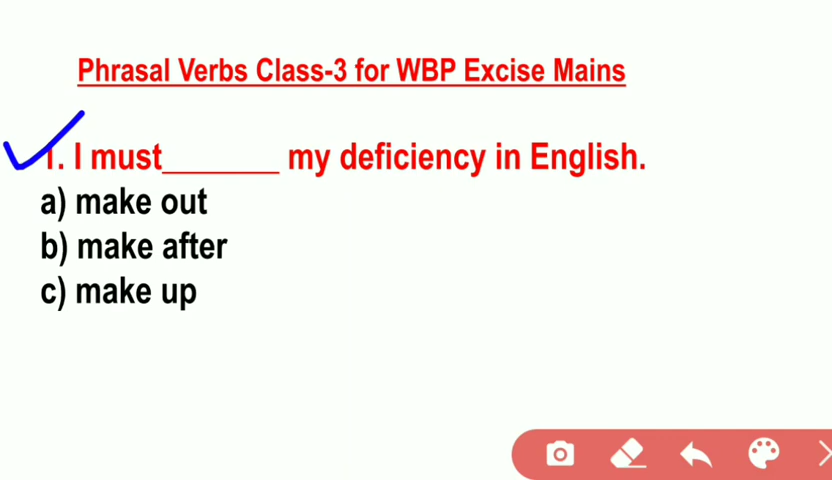 Phrasal Verbs Class-3 for WBP Excise Mains
1. I must_______ my deficiency in English.
a) make out
b) make after
c) make up